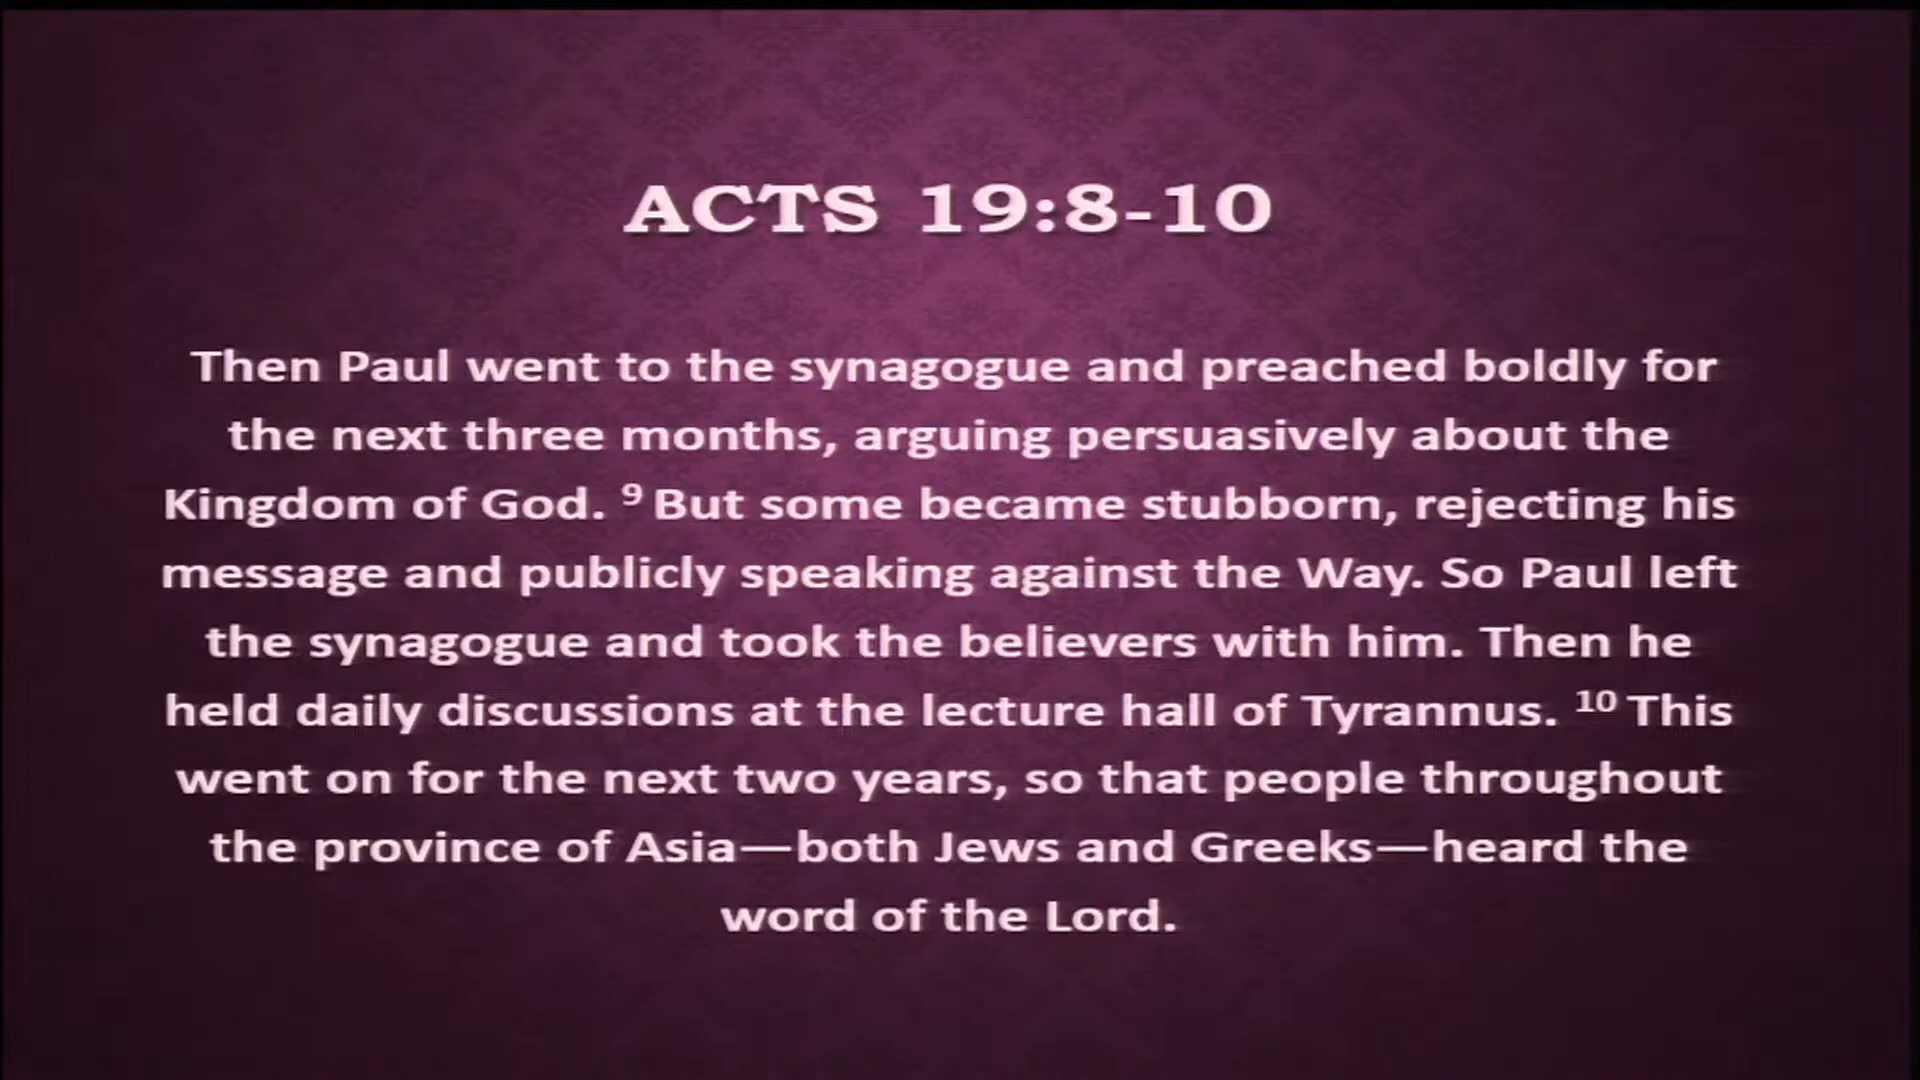 ACTS 19:8-10
Then Paul went to the synagogue and preached boldly for
the next three months, arguing persuasively about the
Kingdom of God. ⁹ But some became stubborn, rejecting his
message and publicly speaking against the Way. So Paul left
the synagogue and took the believers with him. Then he
held daily discussions at the lecture hall of Tyrannus. ¹⁰ This
went on for the next two years, so that people throughout
the province of Asia—both Jews and Greeks—heard the
word of the Lord.